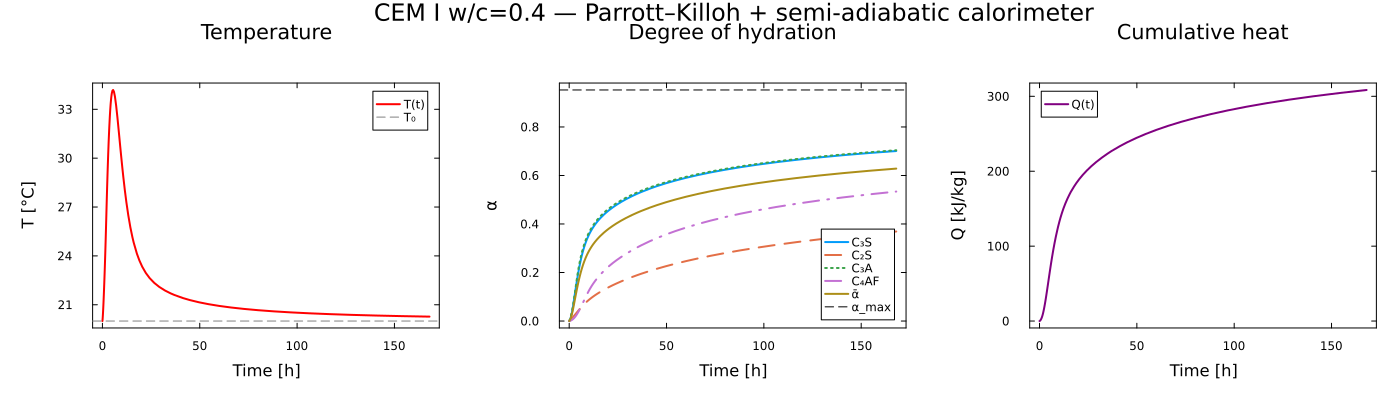 CEM I w/c=0.4 — Parrott–Killoh + semi-adiabatic calorimeter
Temperature
Degree of hydration
Cumulative heat
T [°C]
33
30
27
24
21
T(t)
T₀
0
50
100
150
Time [h]
α
0.8
0.6
0.4
0.2
0.0
C₃S
C₂S
C₃A
C₄AF
ᾱ
α_max
0
50
100
150
Time [h]
Q [kJ/kg]
300
200
100
0
Q(t)
0
50
100
150
Time [h]